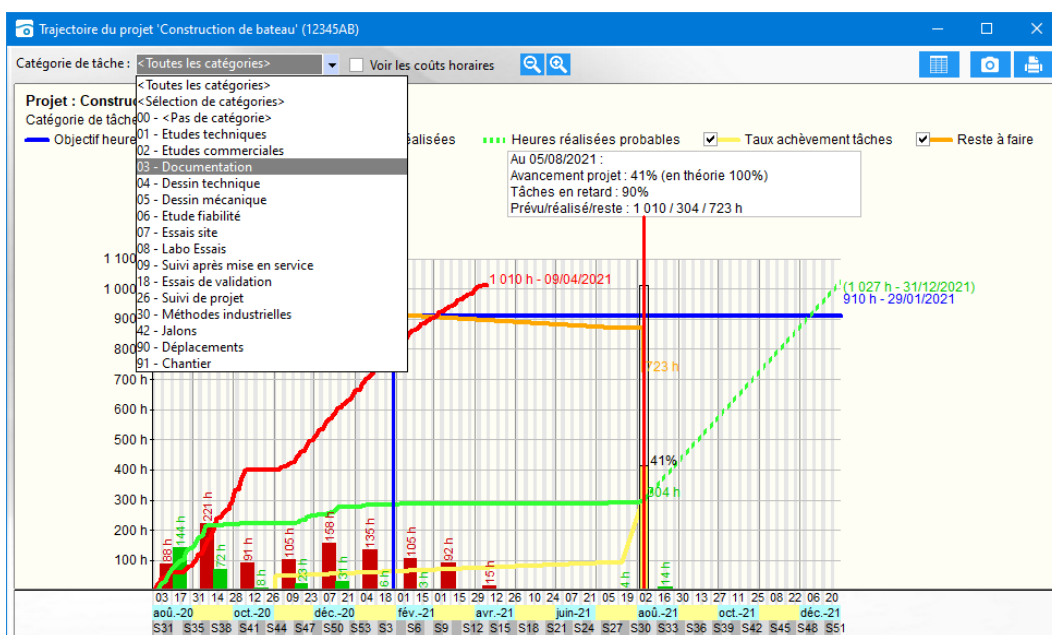 Trajectoire du projet 'Construction de bateau' (12345AB)
Catégorie de tâche : <Toutes les catégories> Voir les coûts horaires
<Toutes les catégories>
<Sélection de catégories>
00 - <Pas de catégorie>
01 - Etudes techniques
02 - Etudes commerciales
03 - Documentation
04 - Dessin technique
05 - Dessin mécanique
06 - Etude fiabilité
07 - Essais site
08 - Labo Essais
09 - Suivi après mise en service
18 - Essais de validation
26 - Suivi de projet
30 - Méthodes industrielles
42 - Jalons
90 - Déplacements
91 - Chantier
Projet : Constru
Catégorie de tâche
Objectif heure éalisées Heures réalisées probables Taux achèvement tâches Reste à faire
Au 05/08/2021 :
Avancement projet : 41% (en théorie 100%)
Tâches en retard : 90%
Prévu/réalisé/reste : 1 010 / 304 / 723 h
1 100
1 000
900
800
700 h
600 h
500 h
400 h
300 h
200 h
100 h
1 010 h - 09/04/2021
(1 027 h - 31/12/2021)
910 h - 29/01/2021
723 h
41%
304 h
88 h 144 h 221 h 72 h 91 h 8 h 105 h 23 h 158 h 31 h 135 h 6 h 105 h 3 h 92 h 15 h 4 h 14 h
03 17 31 14 28 12 26 09 23 07 21 04 18 01 15 01 15 29 12 26 10 24 07 21 05 19 02 16 30 13 27 11 25 08 22 06 20
aoû.-20 oct.-20 déc.-20 fév.-21 avr.-21 juin-21 aoû.-21 oct.-21 déc.-21
S31 S35 S38 S41 S44 S47 S50 S53 S3 S6 S9 S12 S15 S18 S21 S24 S27 S30 S33 S36 S39 S42 S45 S48 S51